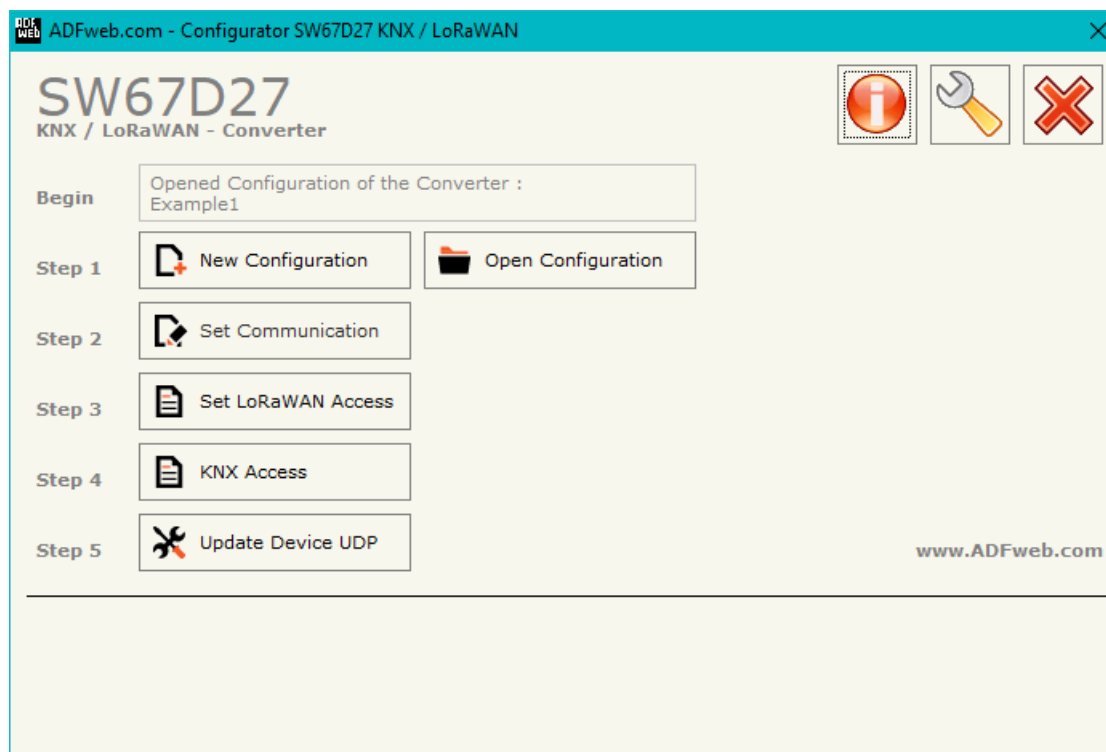 ADF
WEB
ADFweb.com - Configurator SW67D27 KNX / LoRaWAN
SW67D27
KNX / LoRaWAN - Converter
Begin
Opened Configuration of the Converter :
Example1
Step 1
New Configuration
Open Configuration
Step 2
Set Communication
Step 3
Set LoRaWAN Access
Step 4
KNX Access
Step 5
Update Device UDP
www.ADFweb.com